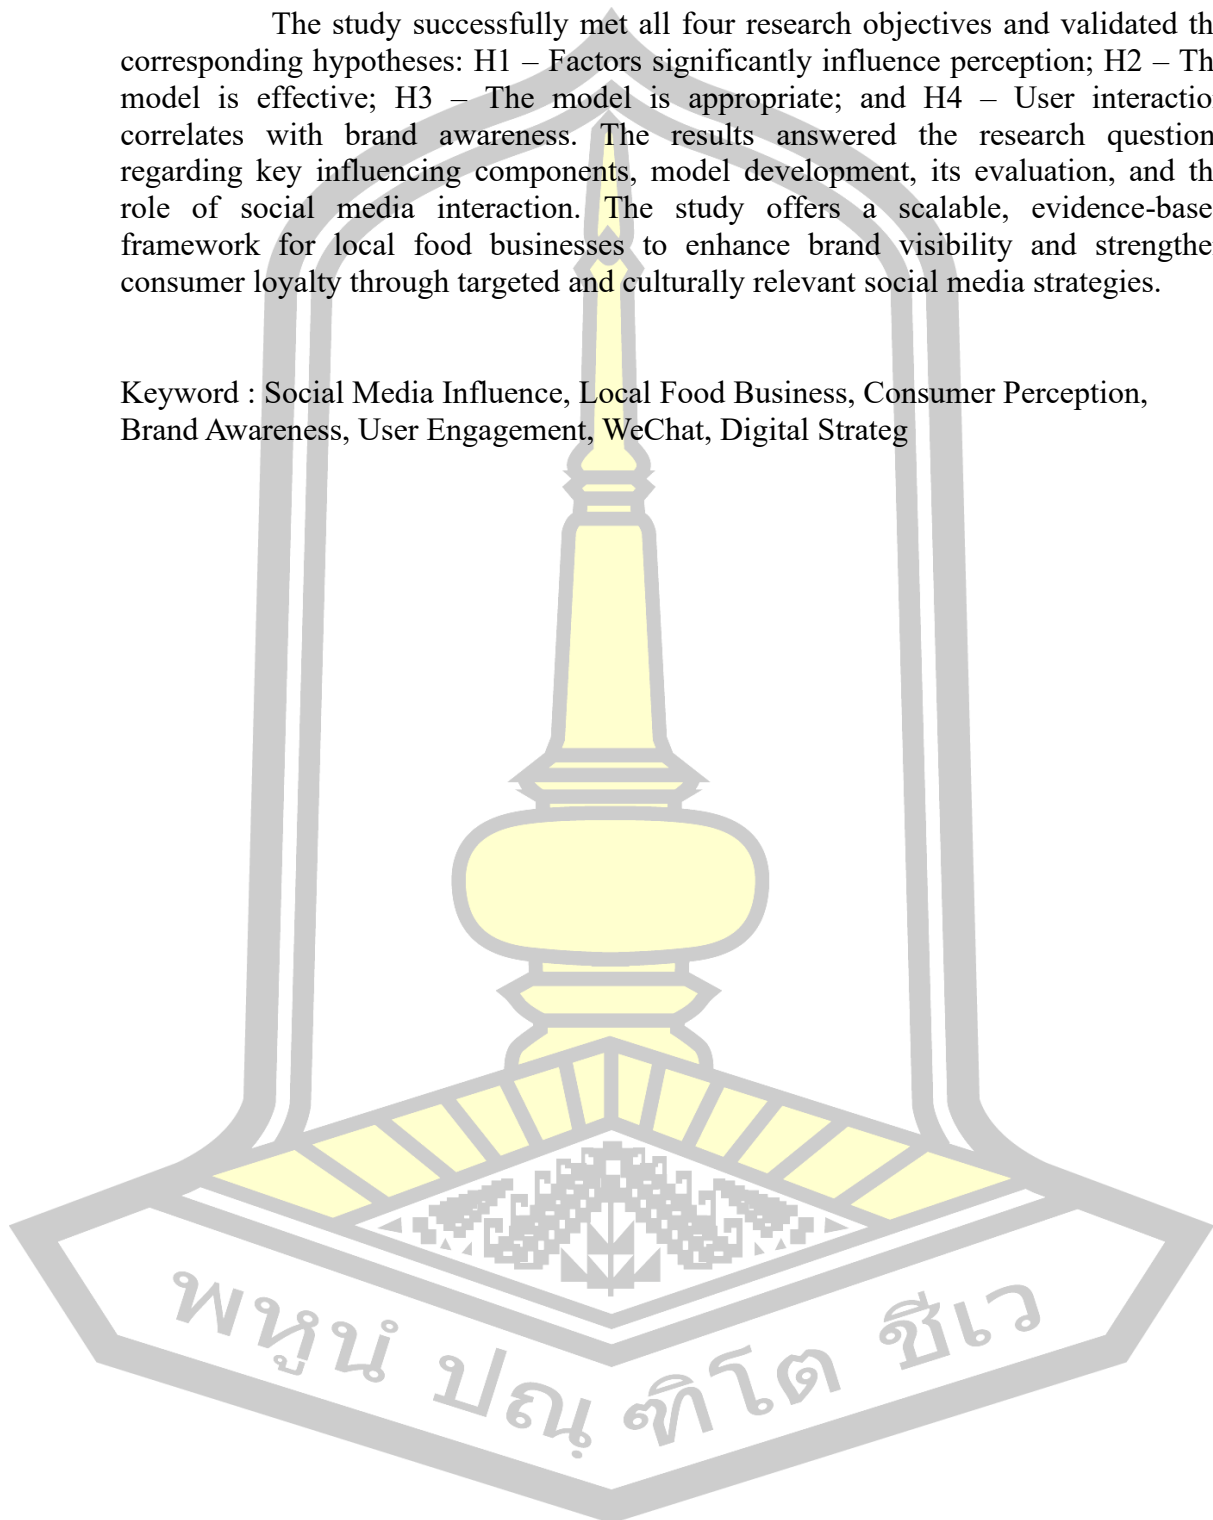 The study successfully met all four research objectives and validated th
corresponding hypotheses: H1 – Factors significantly influence perception; H2 – Th
model is effective; H3 – The model is appropriate; and H4 – User interactio
correlates with brand awareness. The results answered the research question
regarding key influencing components, model development, its evaluation, and th
role of social media interaction. The study offers a scalable, evidence-base
framework for local food businesses to enhance brand visibility and strengthe
consumer loyalty through targeted and culturally relevant social media strategies.
Keyword : Social Media Influence, Local Food Business, Consumer Perception,
Brand Awareness, User Engagement, WeChat, Digital Strateg
พหูนํ ปณฺฑิโต ชีเว